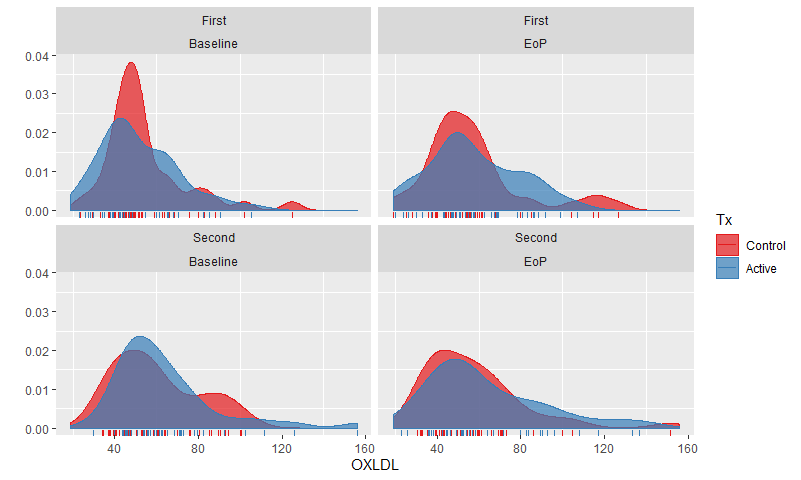 First
Baseline
First
EoP
0.04
0.03
0.02
0.01
0.00
Second
Baseline
Second
EoP
0.04
0.03
0.02
0.01
0.00
40 80 120 160
40 80 120 160
OXLDL
Tx
Control
Active